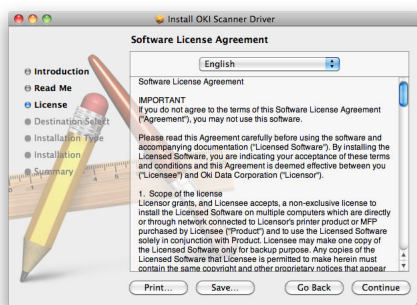 Install OKI Scanner Driver
Software License Agreement
English
Introduction
Read Me
License
Destination Select
Installation Type
Installation
Summary
Software License Agreement
IMPORTANT
If you do not agree to the terms of this Software License Agreement
("Agreement"), you may not use this software.
Please read this Agreement carefully before using the software and
accompanying documentation ("Licensed Software"). By installing the
Licensed Software, you are indicating your acceptance of these terms
and conditions and this Agreement is deemed effective between you
("Licensee") and Oki Data Corporation ("Licensor").
1. Scope of the license
Licensor grants, and Licensee accepts, a non-exclusive license to
install the Licensed Software on multiple computers which are directly
or through network connected to Licensor's printer product or MFP
purchased by Licensee ("Product") and to use the Licensed Software
solely in conjunction with Product. Licensee may make one copy of
the Licensed Software only for backup purpose. Any copies of the
Licensed Software that Licensee is permitted to make herein must
contain the same copyright and other proprietary notices that appear
Print...
Save...
Go Back
Continue